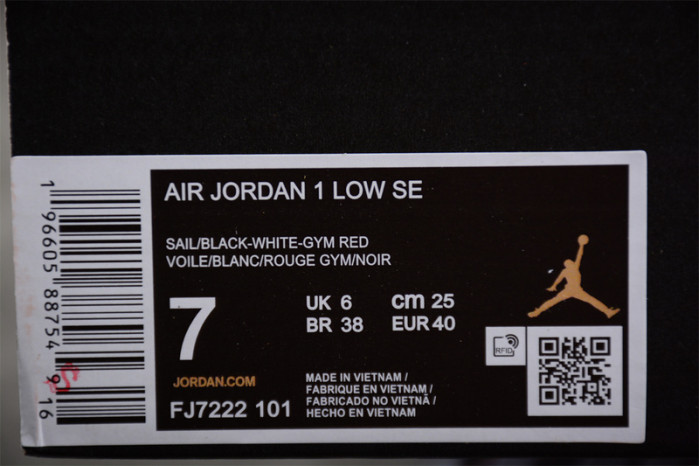 AIR JORDAN 1 LOW SE
SAIL/BLACK-WHITE-GYM RED
VOILE/BLANC/ROUGE GYM/NOIR
7
UK 6 cm 25
BR 38 EUR 40
RFID
JORDAN.COM
FJ7222 101
MADE IN VIETNAM /
FABRIQUE EN VIETNAM /
FABRICADO NO VIETNÃ /
HECHO EN VIETNAM
1 96605 88754 9 16